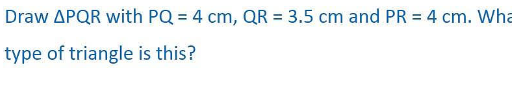 Draw ΔPQR with PQ = 4 cm, QR = 3.5 cm and PR = 4 cm.
type of triangle is this?